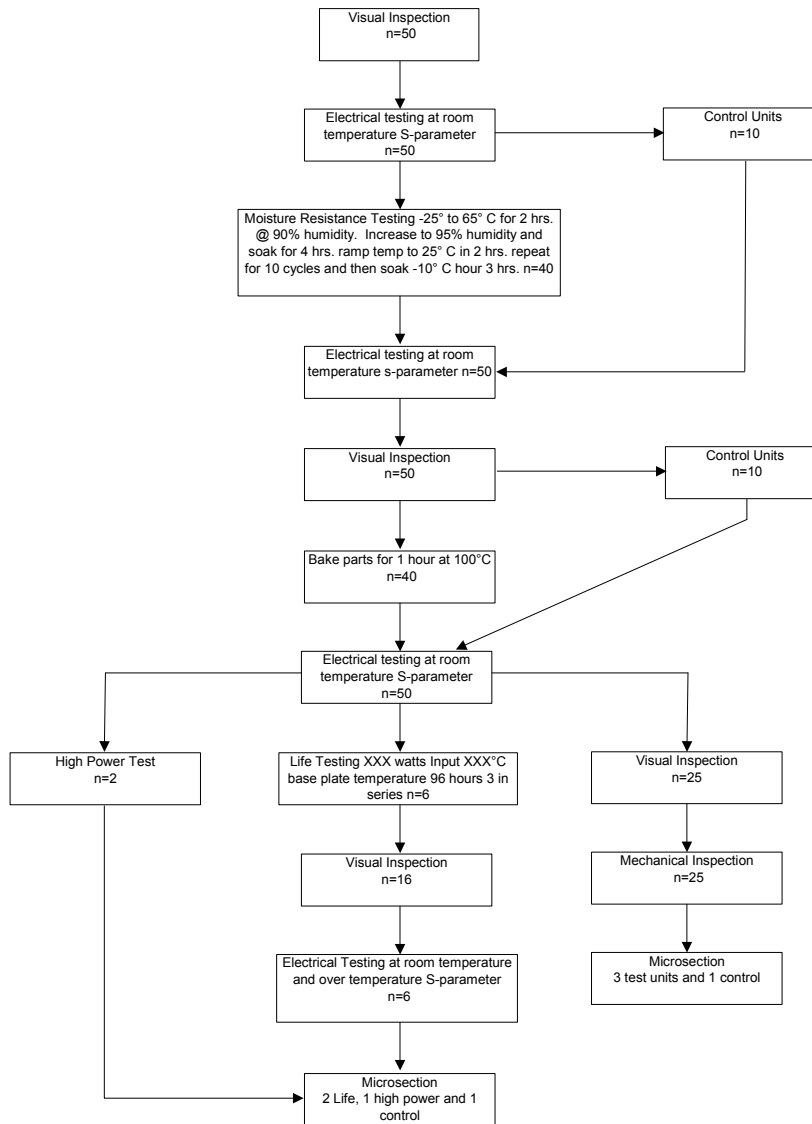 Visual Inspection
n=50
Electrical testing at room
temperature S-parameter
n=50
Control Units
n=10
Moisture Resistance Testing -25° to 65° C for 2 hrs.
@ 90% humidity.  Increase to 95% humidity and
soak for 4 hrs. ramp temp to 25° C in 2 hrs. repeat
for 10 cycles and then soak -10° C hour 3 hrs. n=40
Electrical testing at room
temperature s-parameter n=50
Visual Inspection
n=50
Control Units
n=10
Bake parts for 1 hour at 100°C
n=40
Electrical testing at room
temperature S-parameter
n=50
High Power Test
n=2
Life Testing XXX watts Input XXX°C
base plate temperature 96 hours 3 in
series n=6
Visual Inspection
n=25
Visual Inspection
n=16
Mechanical Inspection
n=25
Electrical Testing at room temperature
and over temperature S-parameter
n=6
Microsection
3 test units and 1 control
Microsection
2 Life, 1 high power and 1
control